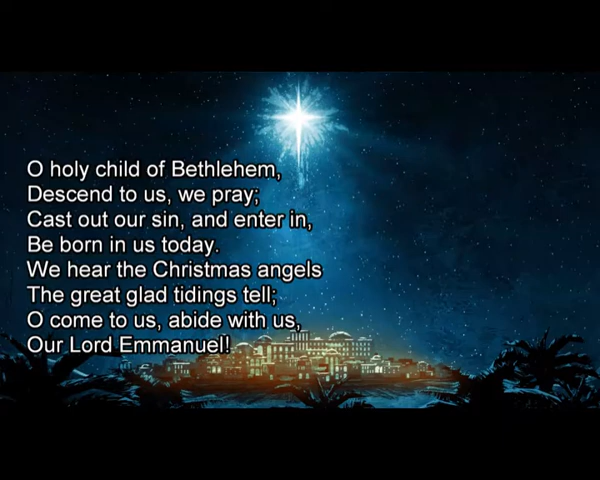 O holy child of Bethlehem,
Descend to us, we pray;
Cast out our sin, and enter in,
Be born in us today.
We hear the Christmas angels
The great glad tidings tell;
O come to us, abide with us,
Our Lord Emmanuel!